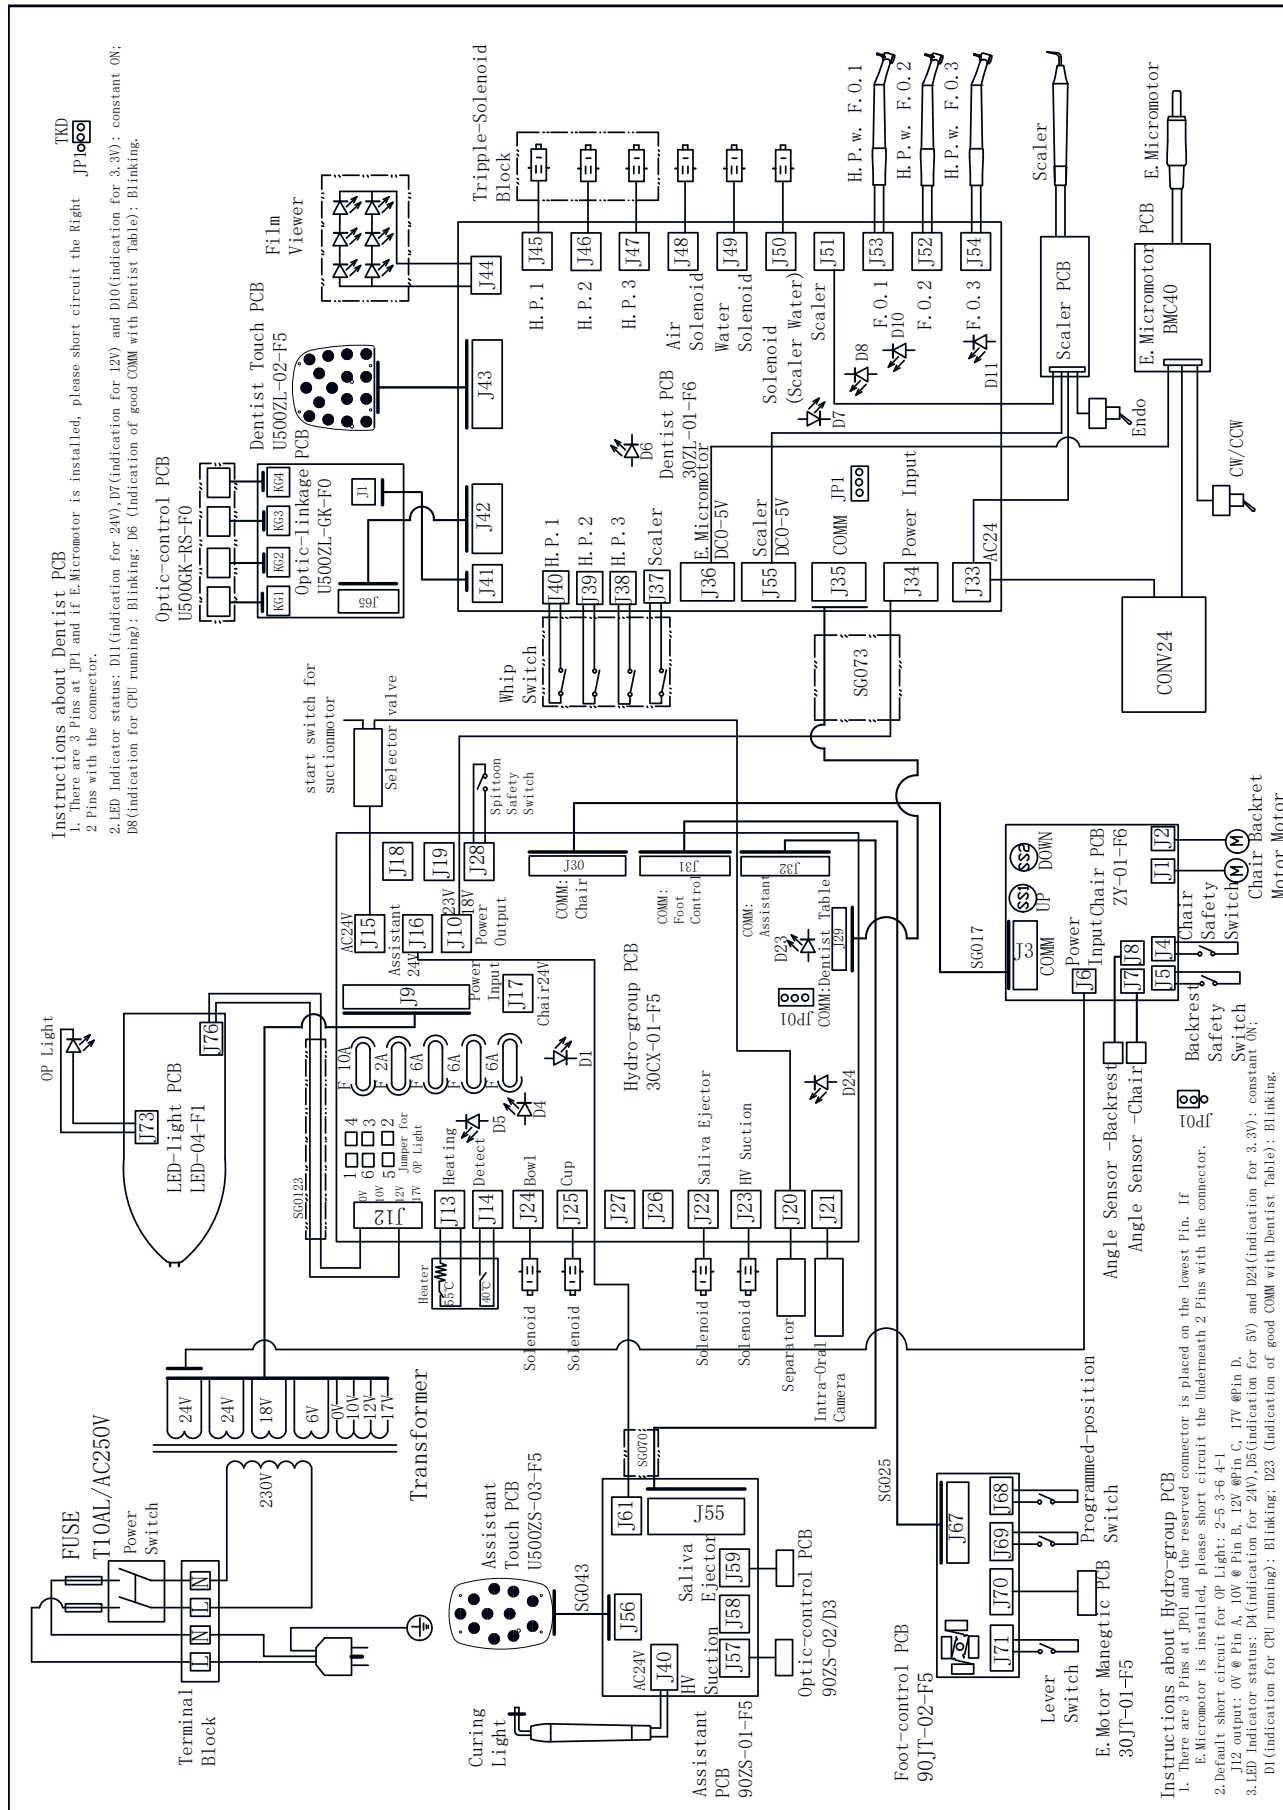 Instructions about Dentist PCB
1. There are 3 Pins at JP1 and if E.Micromotor is installed, please short circuit the Right
2 Pins with the connector.
TKD
JP1
2.LED Indicator status: D11(indication for 24V),D7(indication for 12V) and D10(indication for 3.3V): constant ON;
D8(indication for CPU running): Blinking; D6 (Indication of good COMM with Dentist Table): Blinking.
Optic-control PCB
U500GK-RS-F0
KG1
KG2
KG3
KG4
Optic-linkage PCB
U500ZL-GK-F0
J65
J1
Dentist Touch PCB
U500ZL-02-F5
Film
Viewer
Tripple-Solenoid
Block
J41
J42
J43
J44
J40
H.P.1
J39
H.P.2
J38
H.P.3
J37
Scaler
Whip
Switch
J36
E.Micromotor
DC0-5V
J55
Scaler
DC0-5V
J35
COMM
JP1
J34
Power Input
J33
AC24
Dentist PCB
30ZL-01-F6
D6
D7
D8
D10
D11
J45
H.P.1
J46
H.P.2
J47
H.P.3
J48
Air
Solenoid
J49
Water
Solenoid
J50
Solenoid
(Scaler Water)
J51
Scaler
J53
F.O.1
J52
F.O.2
J54
F.O.3
H.P.w. F.O.1
H.P.w. F.O.2
H.P.w. F.O.3
Scaler
Scaler PCB
Endo
E.Micromotor
E.Micromotor PCB
BMC40
CW/CCW
CONV24
SG073
start switch for
suctionmotor
Selector valve
Spittoon
Safety
Switch
OP Light
J73
J76
LED-light PCB
LED-04-F1
SG0123
J12
0V
10V
12V
17V
1 4
6 3
5 2
Jumper for
OP Light
F 10A
F 2A
F 6A
F 6A
F 6A
J9
Power
Input
J17
Chair24V
AC24V
J15
Assistant
24V
J16
J10
23V
18V
Power
Output
J18
J19
J28
J30
COMM:
Chair
J31
COMM:
Foot
Control
J32
COMM:
Assistant
J29
COMM:Dentist Table
JP01
D23
D24
D1
D4
D5
Hydro-group PCB
30CX-01-F5
J13
Heating
J14
Detect
J24
Bowl
J25
Cup
J27
J26
J22
Saliva Ejector
J23
HV Suction
J20
J21
Heater
55℃
40℃
Solenoid
Solenoid
Solenoid
Solenoid
Separator
Intra-Oral
Camera
SG017
J3
COMM
SS1
UP
SS2
DOWN
J6
Power
Input
Chair PCB
ZY-01-F6
J1
J2
J8
J7
J4
J5
M
M
Chair
Motor
Backret
Motor
Chair
Safety
Switch
Backrest
Safety
Switch
Angle Sensor -Backrest
Angle Sensor -Chair
FUSE
T10AL/AC250V
Power
Switch
L
N
L
N
Terminal
Block
230V
24V
24V
18V
6V
0V
10V
12V
17V
Transformer
Assistant
Touch PCB
U500ZS-03-F5
SG043
SG070
Curing
Light
J61
J55
J56
AC24V
J40
HV
Suction
J57
J58
Saliva
Ejector
J59
Assistant
PCB
90ZS-01-F5
Optic-control PCB
90ZS-02/D3
SG025
Foot-control PCB
90JT-02-F5
J67
J68
J69
J70
J71
Lever
Switch
E.Motor Manegtic PCB
30JT-01-F5
Programmed-position
Switch
Instructions about Hydro-group PCB
1. There are 3 Pins at JP01 and the reserved connector is placed on the lowest Pin. If
E.Micromotor is installed, please short circuit the Underneath 2 Pins with the connector.
JP01
2.Default short circuit for OP Light: 2-5 3-6 4-1
J12 output: 0V @ Pin A, 10V @ Pin B, 12V @Pin C, 17V @Pin D.
3.LED Indicator status: D4(indication for 24V),D5(indication for 5V) and D24(indication for 3.3V): constant ON;
D1(indication for CPU running): Blinking; D23 (Indication of good COMM with Dentist Table): Blinking.